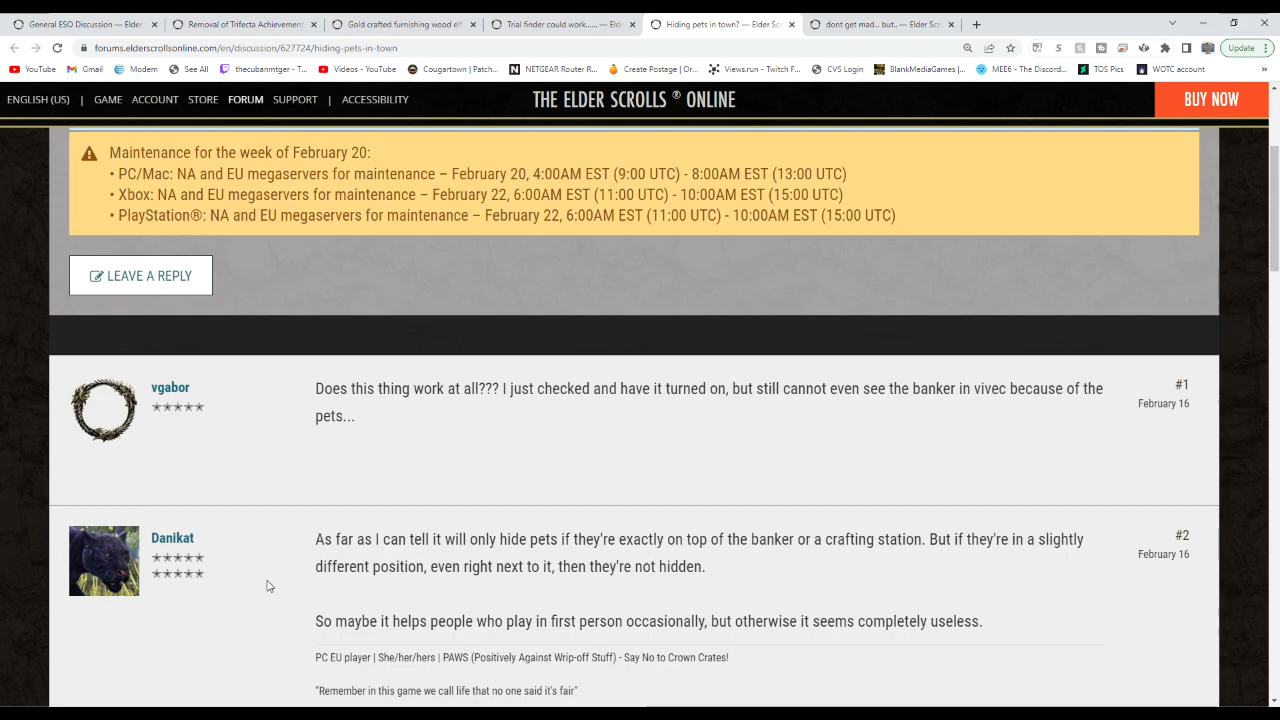 General ESO Discussion — Elder
Removal of Trifecta Achievement
Gold crafted furnishing wood elf
Trial finder could work...... — Elde
Hiding pets in town? — Elder Scr
dont get mad... but.. — Elder Scr
forums.elderscrollsonline.com/en/discussion/627724/hiding-pets-in-town
Update
YouTube
Gmail
Modem
See All
thecubanmtger - T...
Videos - YouTube
Cougartown | Patch...
NETGEAR Router R...
Create Postage | Or...
Views.run - Twitch F...
CVS Login
BlankMediaGames |...
MEE6 - The Discord...
TOS Pics
WOTC account
»
ENGLISH (US) | GAME ACCOUNT STORE FORUM SUPPORT | ACCESSIBILITY
THE ELDER SCROLLS ® ONLINE
BUY NOW
Maintenance for the week of February 20:
• PC/Mac: NA and EU megaservers for maintenance – February 20, 4:00AM EST (9:00 UTC) - 8:00AM EST (13:00 UTC)
• Xbox: NA and EU megaservers for maintenance – February 22, 6:00AM EST (11:00 UTC) - 10:00AM EST (15:00 UTC)
• PlayStation®: NA and EU megaservers for maintenance – February 22, 6:00AM EST (11:00 UTC) - 10:00AM EST (15:00 UTC)
LEAVE A REPLY
vgabor
★★★★★
Does this thing work at all??? I just checked and have it turned on, but still cannot even see the banker in vivec because of the
pets...
#1
February 16
Danikat
★★★★★
★★★★★
As far as I can tell it will only hide pets if they're exactly on top of the banker or a crafting station. But if they're in a slightly
different position, even right next to it, then they're not hidden.
So maybe it helps people who play in first person occasionally, but otherwise it seems completely useless.
#2
February 16
PC EU player | She/her/hers | PAWS (Positively Against Wrip-off Stuff) - Say No to Crown Crates!
"Remember in this game we call life that no one said it's fair"